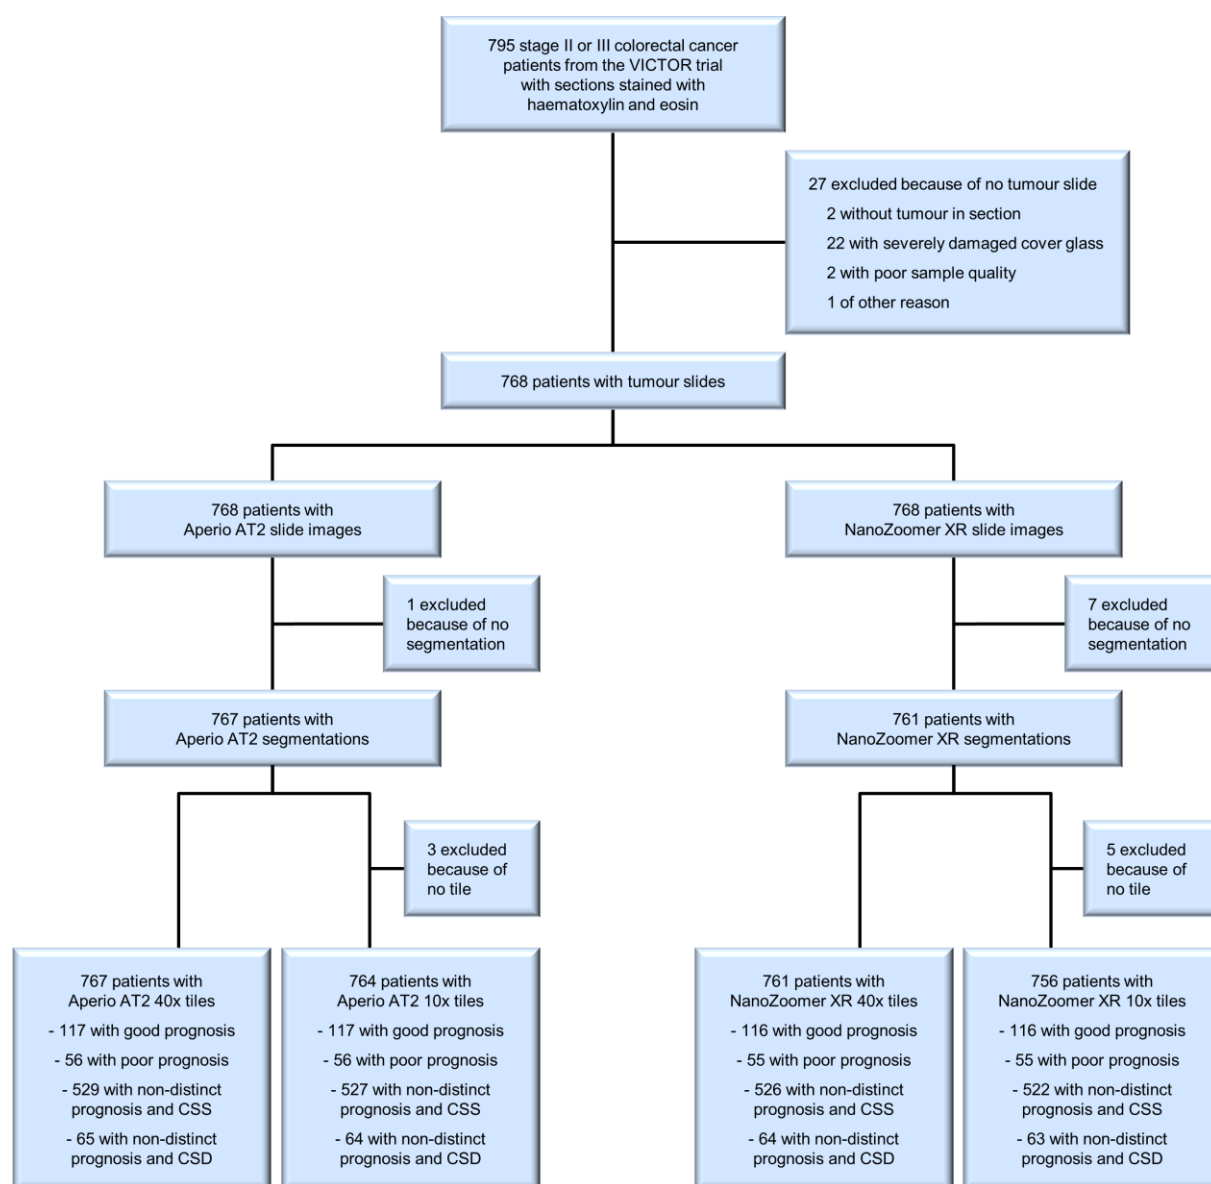 795 stage II or III colorectal cancer
patients from the VICTOR trial
with sections stained with
haematoxylin and eosin
27 excluded because of no tumour slide
2 without tumour in section
22 with severely damaged cover glass
2 with poor sample quality
1 of other reason
768 patients with tumour slides
768 patients with
Aperio AT2 slide images
768 patients with
NanoZoomer XR slide images
1 excluded
because of no
segmentation
7 excluded
because of no
segmentation
767 patients with
Aperio AT2 segmentations
761 patients with
NanoZoomer XR segmentations
3 excluded
because of
no tile
5 excluded
because of
no tile
767 patients with
Aperio AT2 40x tiles
- 117 with good prognosis
- 56 with poor prognosis
- 529 with non-distinct
prognosis and CSS
- 65 with non-distinct
prognosis and CSD
764 patients with
Aperio AT2 10x tiles
- 117 with good prognosis
- 56 with poor prognosis
- 527 with non-distinct
prognosis and CSS
- 64 with non-distinct
prognosis and CSD
761 patients with
NanoZoomer XR 40x tiles
- 116 with good prognosis
- 55 with poor prognosis
- 526 with non-distinct
prognosis and CSS
- 64 with non-distinct
prognosis and CSD
756 patients with
NanoZoomer XR 10x tiles
- 116 with good prognosis
- 55 with poor prognosis
- 522 with non-distinct
prognosis and CSS
- 63 with non-distinct
prognosis and CSD